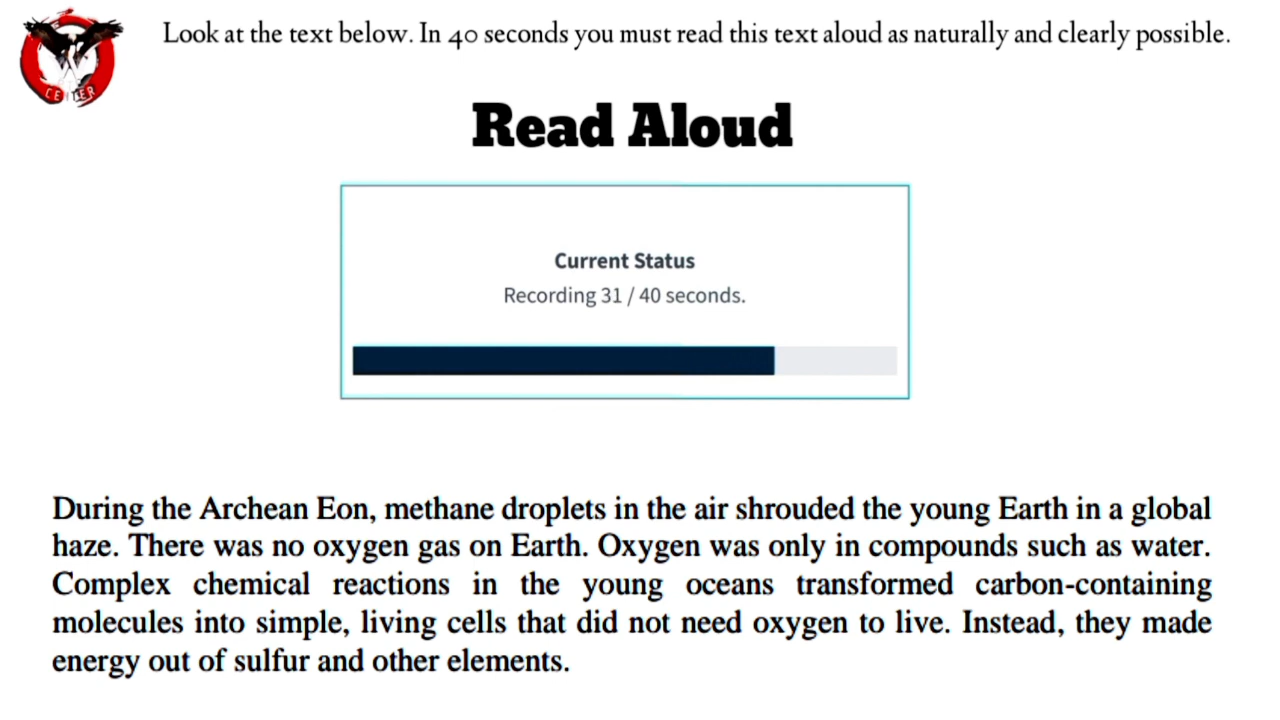 CENTER
Look at the text below. In 40 seconds you must read this text aloud as naturally and clearly possible.
Read Aloud
Current Status
Recording 31 / 40 seconds.
During the Archean Eon, methane droplets in the air shrouded the young Earth in a global
haze. There was no oxygen gas on Earth. Oxygen was only in compounds such as water.
Complex chemical reactions in the young oceans transformed carbon-containing
molecules into simple, living cells that did not need oxygen to live. Instead, they made
energy out of sulfur and other elements.